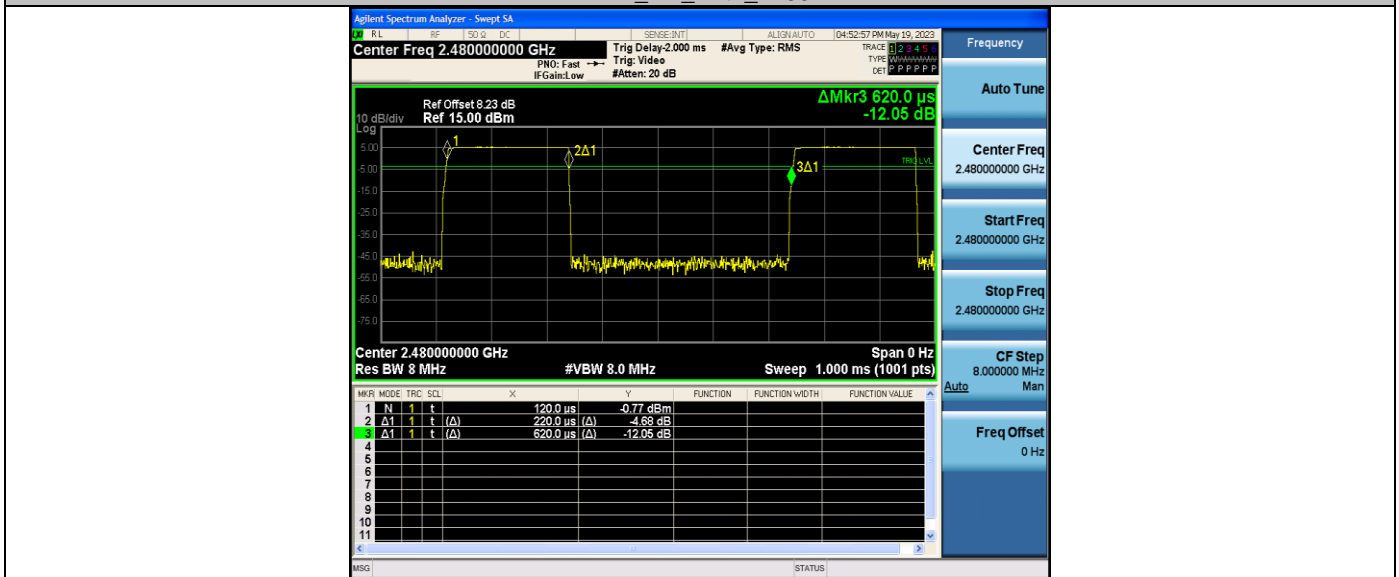 Agilent Spectrum Analyzer - Swept SA
RL RF 50 Ω DC SENSE:INT ALIGNAUTO 04:52:57 PM May 19, 2023
Center Freq 2.480000000 GHz
PNO: Fast
IFGain:Low
Trig Delay-2.000 ms
Trig: Video
#Atten: 20 dB
#Avg Type: RMS
TRACE 1 2 3 4 5 6
TYPE
DET P P P P P P
ΔMkr3 620.0 µs
-12.05 dB
Ref Offset 8.23 dB
10 dB/div Ref 15.00 dBm
Log
5.00
-5.00
-15.0
-25.0
-35.0
-45.0
-55.0
-65.0
-75.0
1
2Δ1
3Δ1
TRIG LVL
Center 2.480000000 GHz Span 0 Hz
Res BW 8 MHz #VBW 8.0 MHz Sweep 1.000 ms (1001 pts)
MKR MODE TRC SCL X Y FUNCTION FUNCTION WIDTH FUNCTION VALUE
1 N 1 t 120.0 µs -0.77 dBm
2 Δ1 1 t (Δ) 220.0 µs (Δ) -4.68 dB
3 Δ1 1 t (Δ) 620.0 µs (Δ) -12.05 dB
4
5
6
7
8
9
10
11
MSG STATUS
Frequency
Auto Tune
Center Freq
2.480000000 GHz
Start Freq
2.480000000 GHz
Stop Freq
2.480000000 GHz
CF Step
8.000000 MHz
Auto Man
Freq Offset
0 Hz